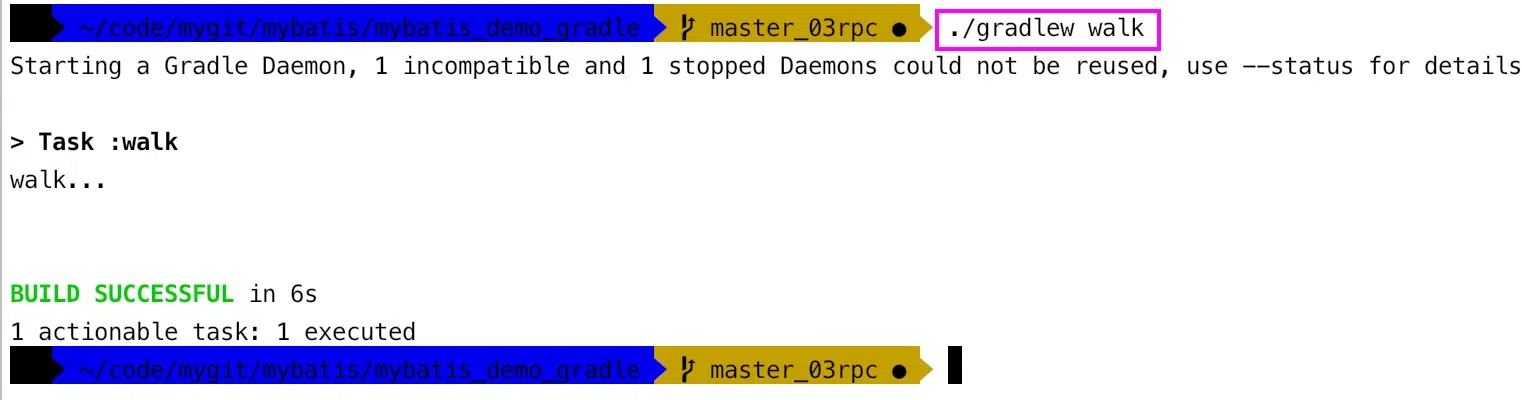 ~/code/mygit/mybatis/mybatis_demo_gradle master_03rpc ● ./gradlew walk
Starting a Gradle Daemon, 1 incompatible and 1 stopped Daemons could not be reused, use --status for details
> Task :walk
walk...
BUILD SUCCESSFUL in 6s
1 actionable task: 1 executed
~/code/mygit/mybatis/mybatis_demo_gradle master_03rpc ●